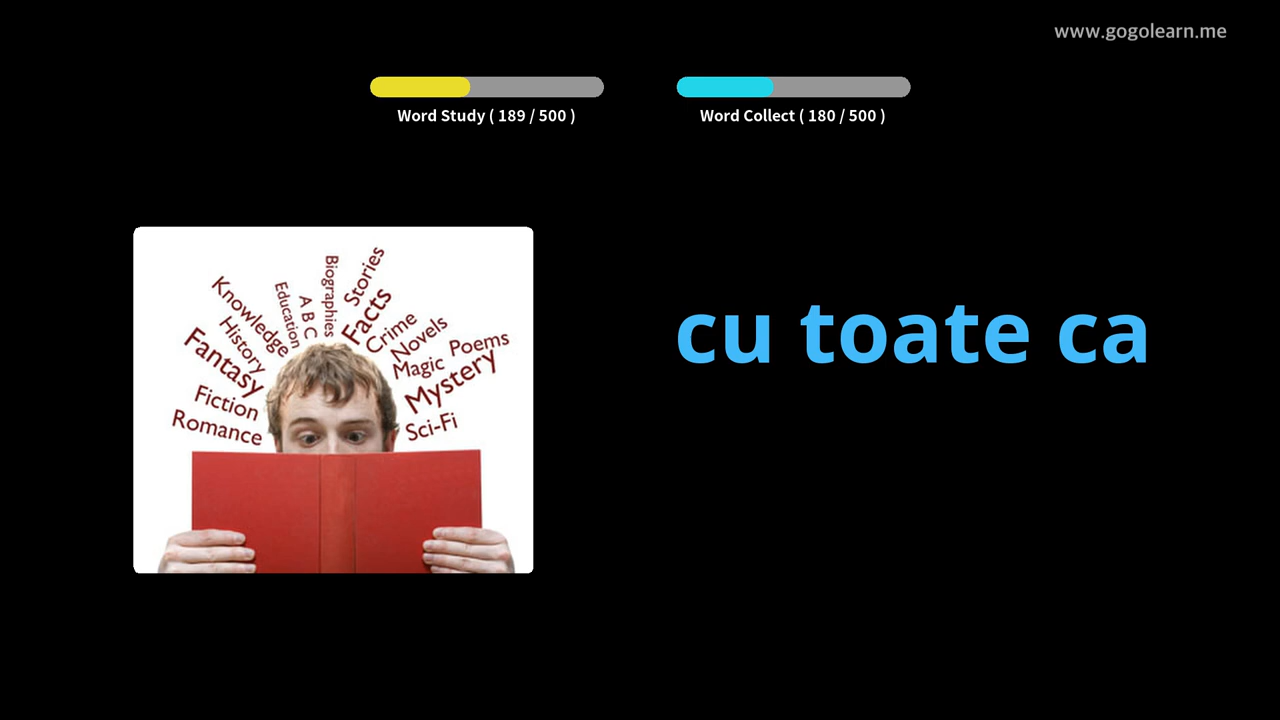 www.gogolearn.me
Word Study ( 189 / 500 )
Word Collect ( 180 / 500 )
cu toate ca
Biographies
Stories
Education
A B C
Facts
Knowledge
History
Crime
Novels
Poems
Fantasy
Magic
Mystery
Fiction
Romance
Sci-Fi